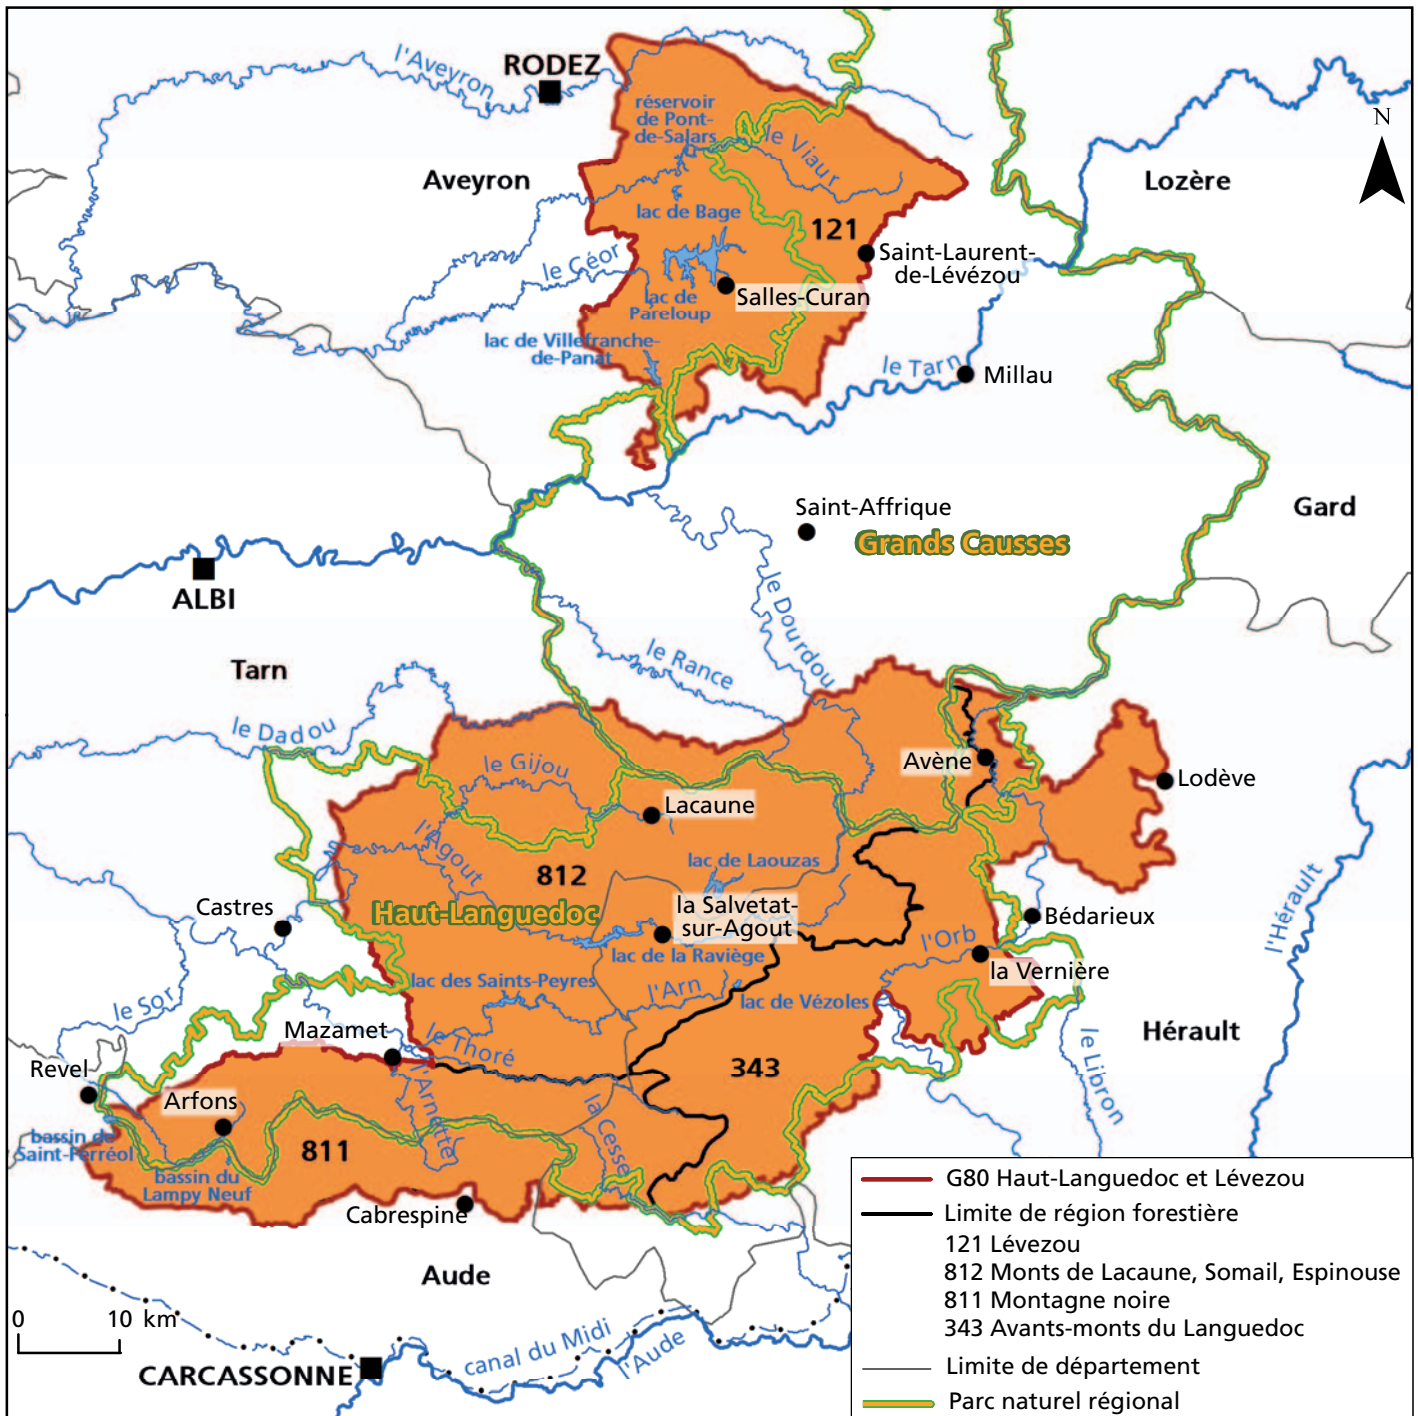 RODEZ
l'Aveyron
réservoir
de Pont-
de-Salars
le Viaur
N
Aveyron
Lozère
lac de Bage
121
Saint-Laurent-
de-Lévézou
le Céor
Salles-Curan
lac de
Pareloup
lac de Villefranche-
de-Panat
le Tarn
Millau
Saint-Affrique
Gard
Grands Causses
ALBI
le Dourdou
le Rance
Tarn
le Dadou
le Gijou
Avène
Lodève
Lacaune
l'Agout
lac de Laouzas
812
Castres
Haut-Languedoc
la Salvetat-
sur-Agout
Bédarieux
l'Orb
l'Hérault
lac de la Raviège
la Vernière
lac des Saints-Peyres
l'Arn
lac de Vézoles
le Sor
Mazamet
le Thoré
Hérault
le Libron
Revel
343
Arfons
l'Arnette
la Cesse
bassin de
Saint-Ferréol
811
bassin du
Lampy Neuf
Cabrespine
Aude
0 10 km
canal du Midi
l'Aude
CARCASSONNE
G80 Haut-Languedoc et Lévezou
Limite de région forestière
121 Lévezou
812 Monts de Lacaune, Somail, Espinouse
811 Montagne noire
343 Avants-monts du Languedoc
Limite de département
Parc naturel régional